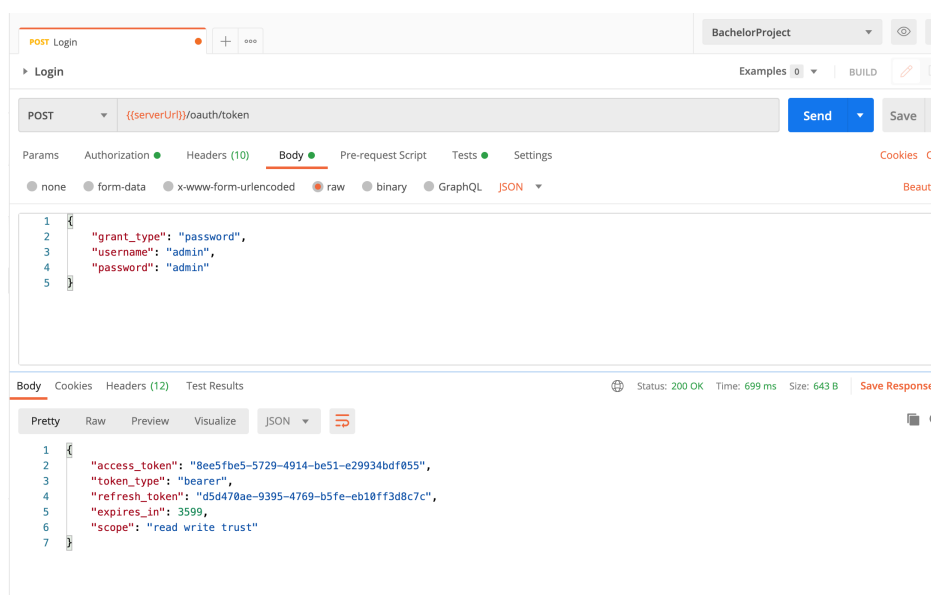 POST Login
BachelorProject
Login
Examples 0
BUILD
POST
{{serverUrl}}/oauth/token
Send
Save
Params Authorization Headers (10) Body Pre-request Script Tests Settings
Cookies
none form-data x-www-form-urlencoded raw binary GraphQL JSON
Beaut
1 {
2 "grant_type": "password",
3 "username": "admin",
4 "password": "admin"
5 }
Body Cookies Headers (12) Test Results
Status: 200 OK Time: 699 ms Size: 643 B Save Response
Pretty Raw Preview Visualize JSON
1 {
2 "access_token": "8ee5fbe5-5729-4914-be51-e29934bdf055",
3 "token_type": "bearer",
4 "refresh_token": "d5d470ae-9395-4769-b5fe-eb10ff3d8c7c",
5 "expires_in": 3599,
6 "scope": "read write trust"
7 }